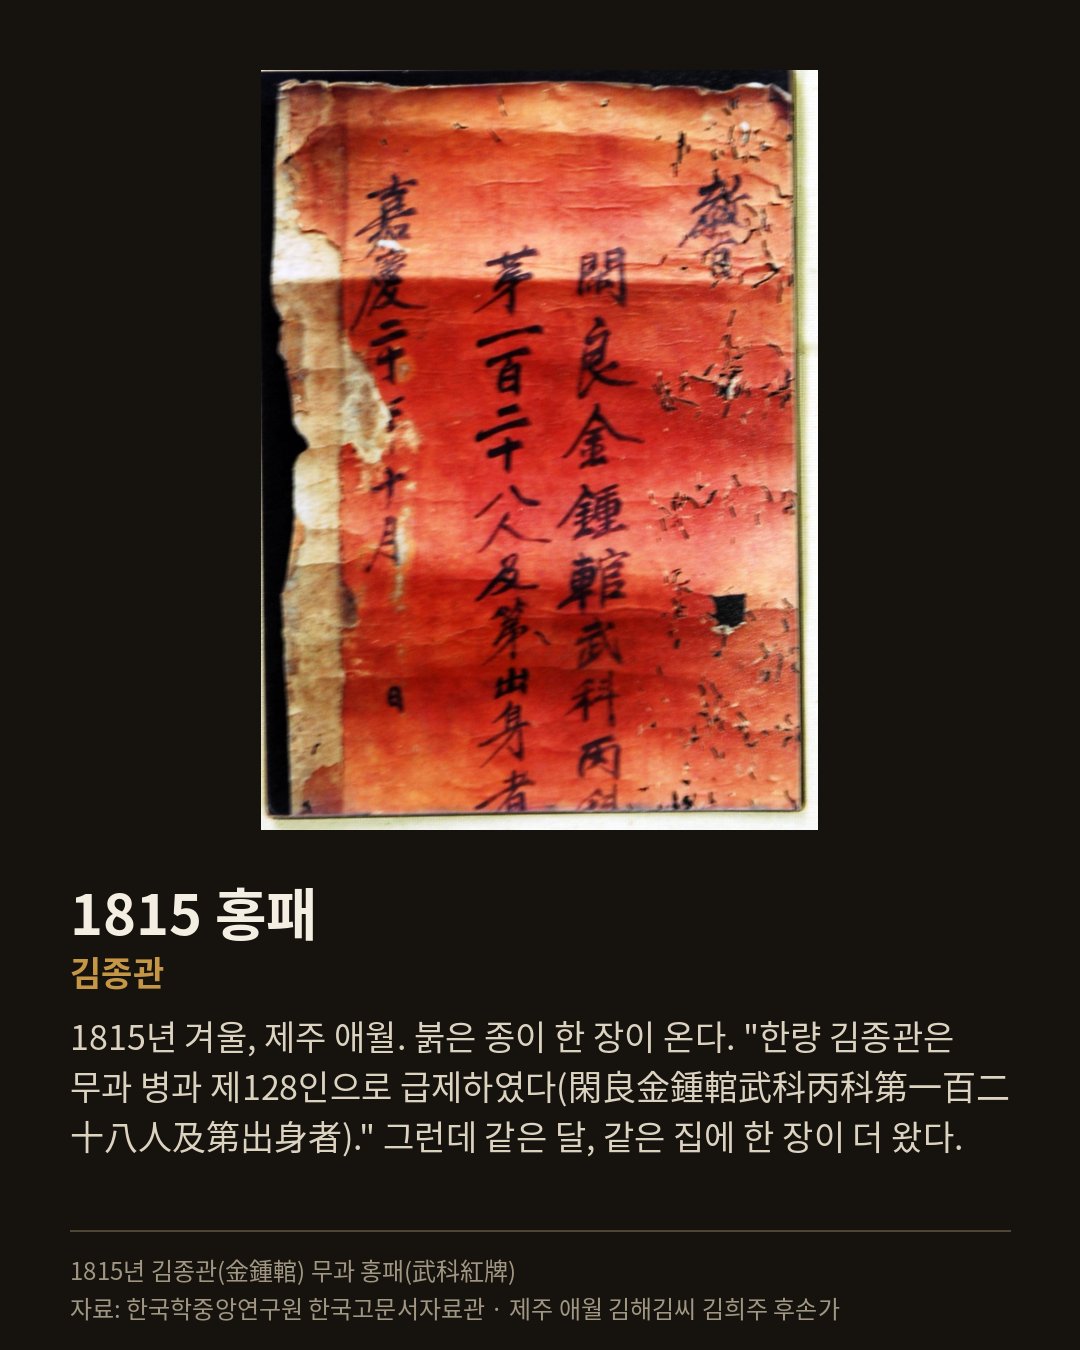 教旨
閑良金鍾輨武科丙科
第一百二十八人及第出身者
嘉慶二十 十月
日
1815 홍패
김종관
1815년 겨울, 제주 애월. 붉은 종이 한 장이 온다. "한량 김종관은
무과 병과 제128인으로 급제하였다(閑良金鍾輨武科丙科第一百二
十八人及第出身者)." 그런데 같은 달, 같은 집에 한 장이 더 왔다.
1815년 김종관(金鍾輨) 무과 홍패(武科紅牌)
자료: 한국학중앙연구원 한국고문서자료관 · 제주 애월 김해김씨 김희주 후손가